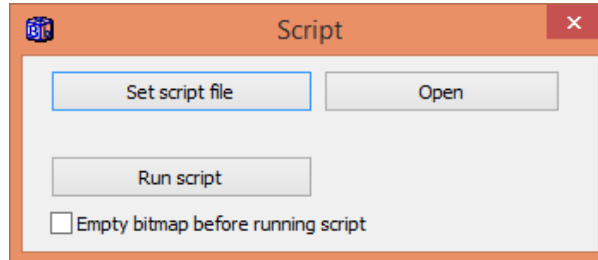 Script
Set script file
Open
Run script
Empty bitmap before running script